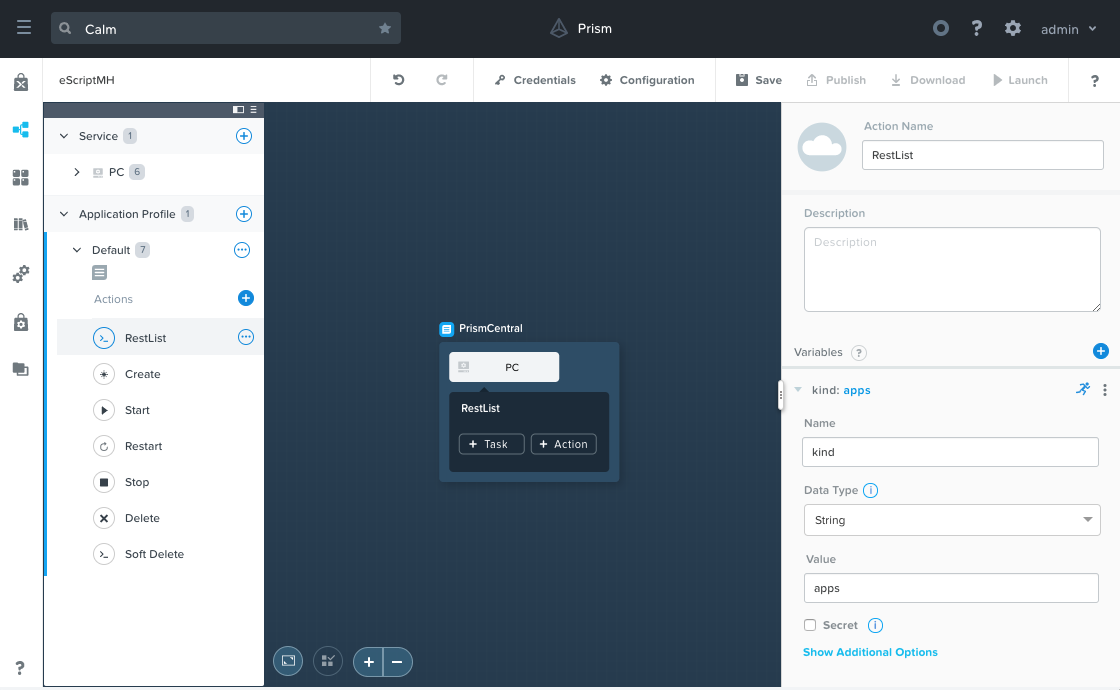 Calm
Prism
?
admin
eScriptMH
Credentials
Configuration
Save
Publish
Download
Launch
?
Service 1
PC 6
Application Profile 1
Default 7
Actions
RestList
Create
Start
Restart
Stop
Delete
Soft Delete
?
PrismCentral
PC
RestList
+ Task
+ Action
Action Name
RestList
Description
Description
Variables ?
kind: apps
Name
kind
Data Type i
String
Value
apps
Secret i
Show Additional Options